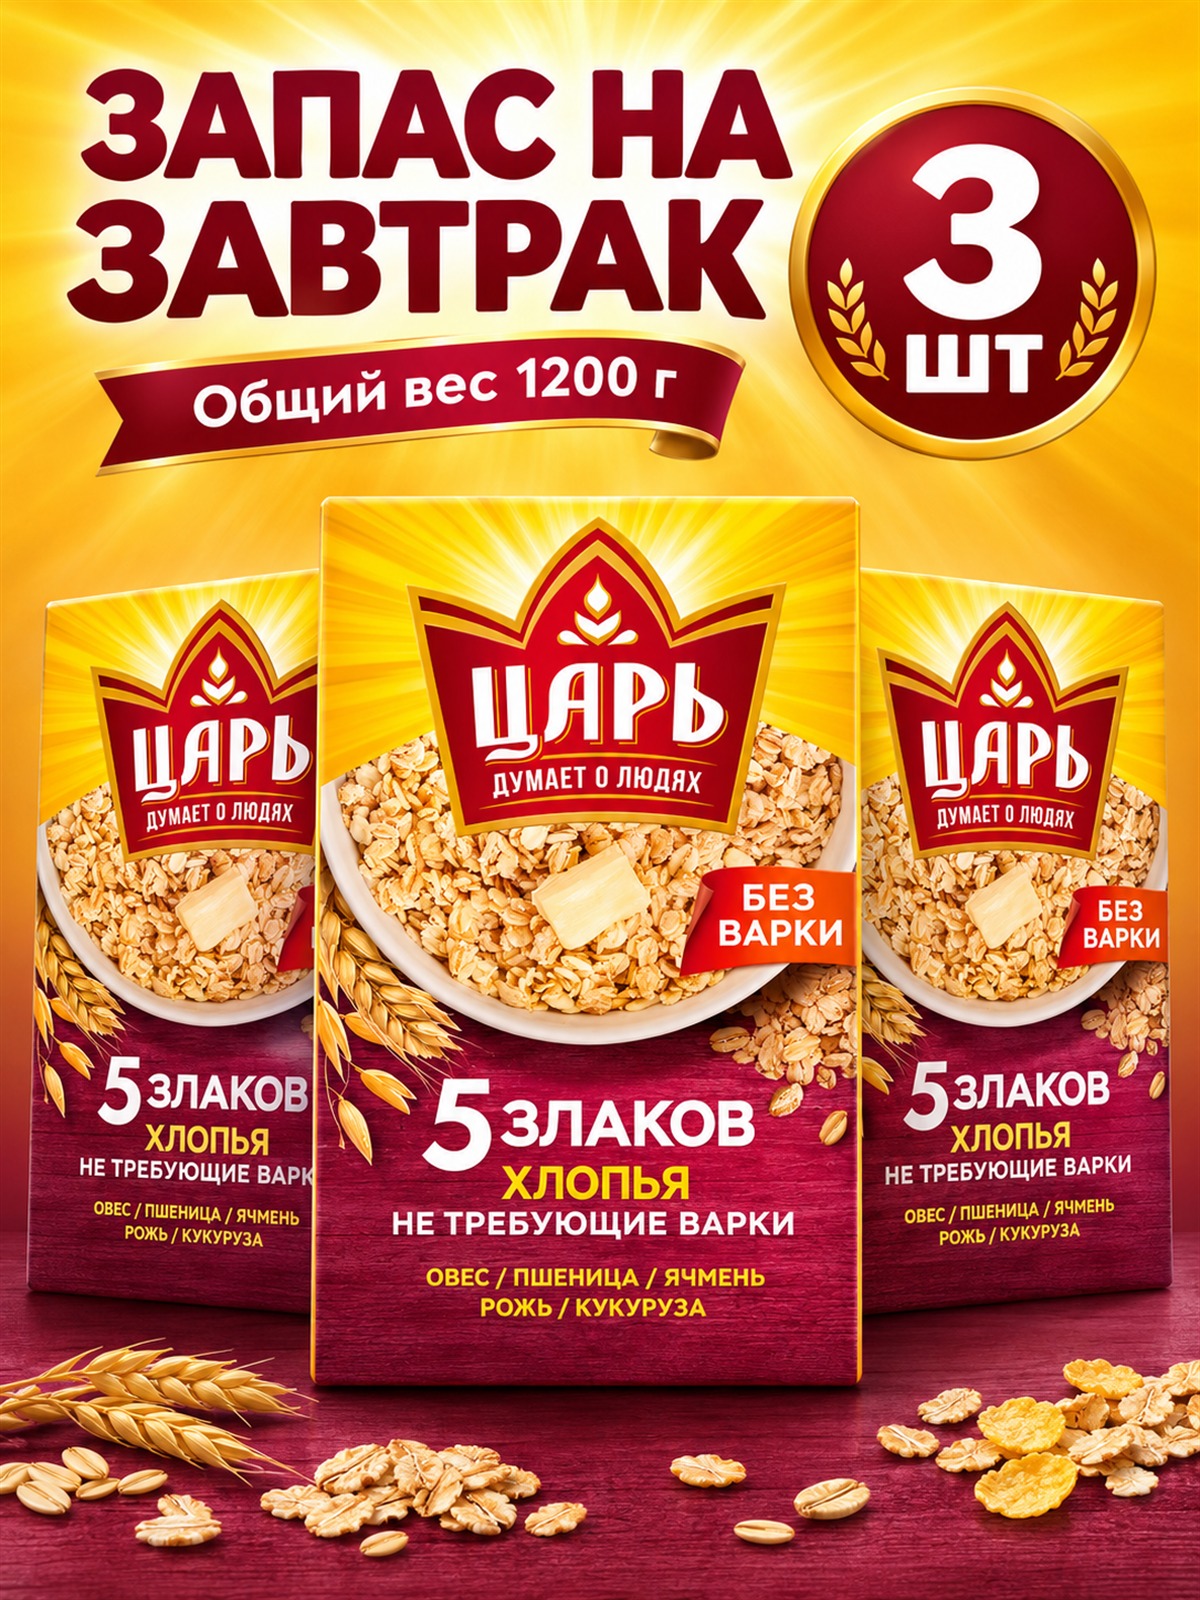 ЗАПАС НА
ЗАВТРАК
3
ШТ
Общий вес 1200 г
ЦАРЬ
ДУМАЕТ О ЛЮДЯХ
5 ЗЛАКОВ
ХЛОПЬЯ
НЕ ТРЕБУЮЩИЕ ВАРК
ОВЕС / ПШЕНИЦА / ЯЧМЕНЬ
РОЖЬ / КУКУРУЗА
ЦАРЬ
ДУМАЕТ О ЛЮДЯХ
БЕЗ
ВАРКИ
5 ЗЛАКОВ
ХЛОПЬЯ
НЕ ТРЕБУЮЩИЕ ВАРКИ
ОВЕС / ПШЕНИЦА / ЯЧМЕНЬ
РОЖЬ / КУКУРУЗА
ЦАРЬ
ДУМАЕТ О ЛЮДЯХ
БЕЗ
ВАРКИ
5 ЗЛАКОВ
ХЛОПЬЯ
НЕ ТРЕБУЮЩИЕ ВАРКИ
ОВЕС / ПШЕНИЦА / ЯЧМЕНЬ
РОЖЬ / КУКУРУЗА